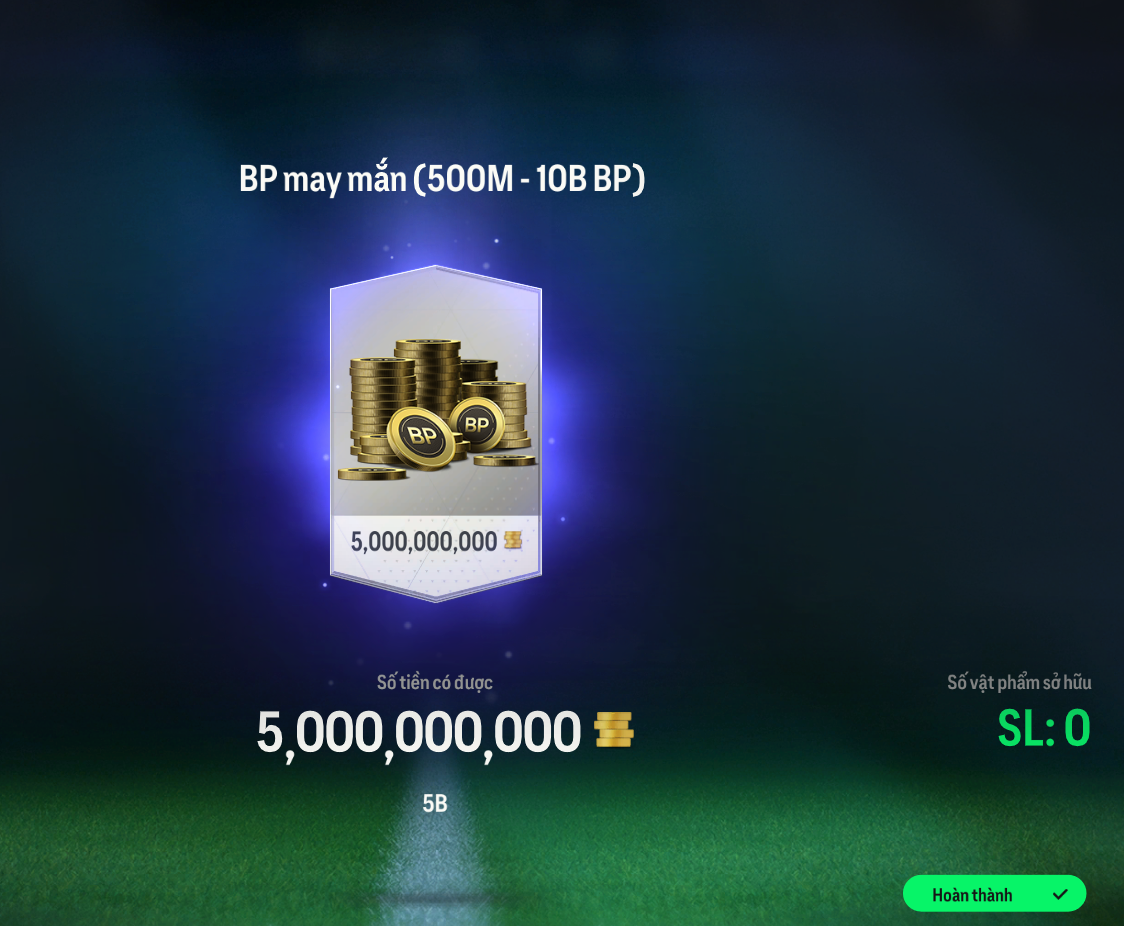 BP may mắn (500M - 10B BP)
BP
BP
5,000,000,000
Số tiền có được
5,000,000,000
5B
Số vật phẩm sở hữu
SL: 0
Hoàn thành